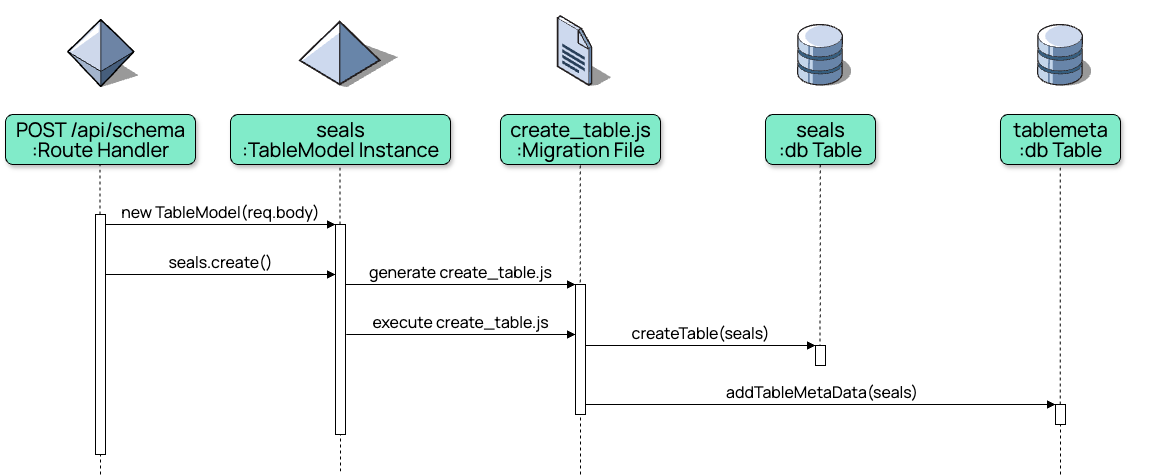 POST /api/schema
:Route Handler
seals
:TableModel Instance
create_table.js
:Migration File
seals
:db Table
tablemeta
:db Table
new TableModel(req.body)
seals.create()
generate create_table.js
execute create_table.js
createTable(seals)
addTableMetaData(seals)